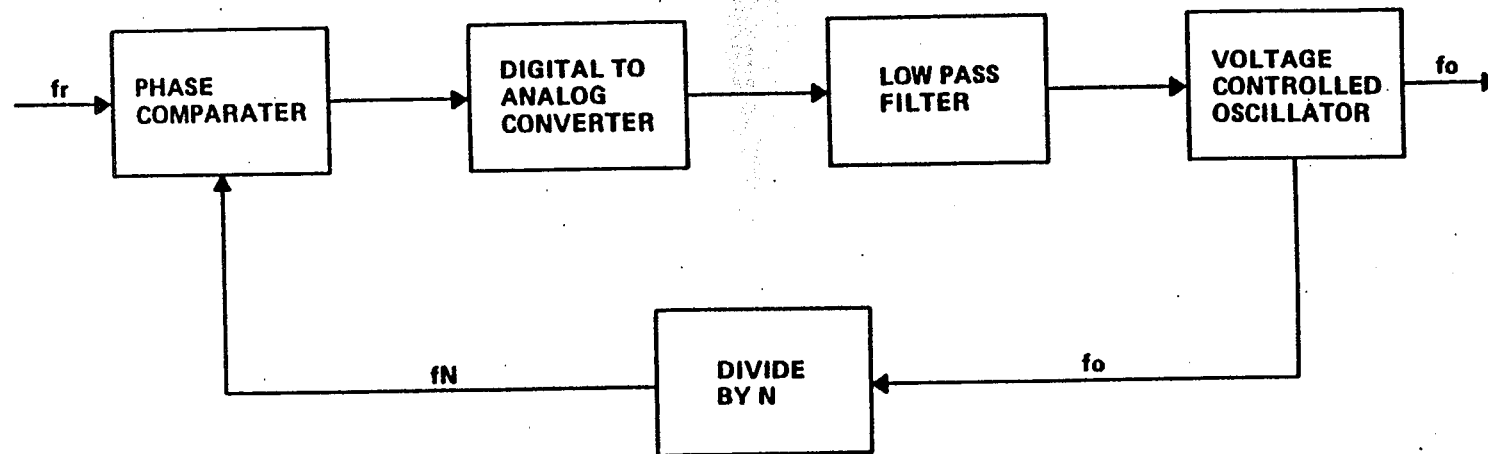 fr
PHASE
COMPARATER
DIGITAL TO
ANALOG
CONVERTER
LOW PASS
FILTER
VOLTAGE
CONTROLLED
OSCILLATOR
fo
fN
DIVIDE
BY N
fo